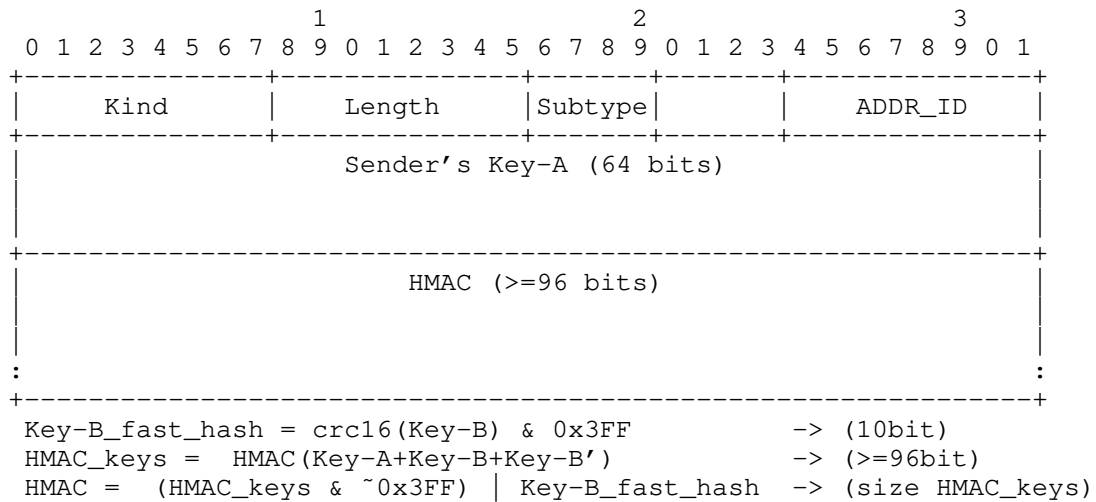 1                   2                   3
 0 1 2 3 4 5 6 7 8 9 0 1 2 3 4 5 6 7 8 9 0 1 2 3 4 5 6 7 8 9 0 1
+---------------+---------------+-------+-------+---------------+
|     Kind      |    Length     |Subtype|       |    ADDR_ID    |
+---------------+---------------+-------+-------+---------------+
|                    Sender’s Key-A (64 bits)                   |
|                                                               |
|                                                               |
+---------------------------------------------------------------+
|                        HMAC (>=96 bits)                       |
|                                                               |
|                                                               |
:                                                               :
+---------------------------------------------------------------+
Key-B_fast_hash = crc16(Key-B) & 0x3FF          -> (10bit)
HMAC_keys =  HMAC(Key-A+Key-B+Key-B’)           -> (>=96bit)
HMAC =  (HMAC_keys & ˜0x3FF) | Key-B_fast_hash  -> (size HMAC_keys)